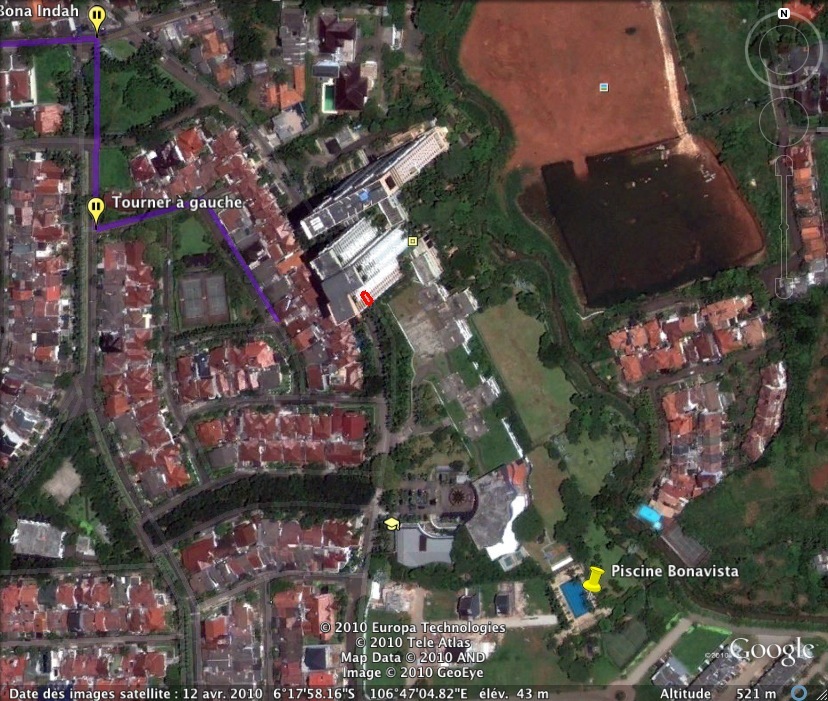 Bona Indah
N
Tourner à gauche
Piscine Bonavista
© 2010 Europa Technologies
© 2010 Tele Atlas
Map Data © 2010 AND
Image © 2010 GeoEye
©2010 Google
Date des images satellite : 12 avr. 2010 6°17'58.16"S 106°47'04.82"E élév. 43 m Altitude 521 m